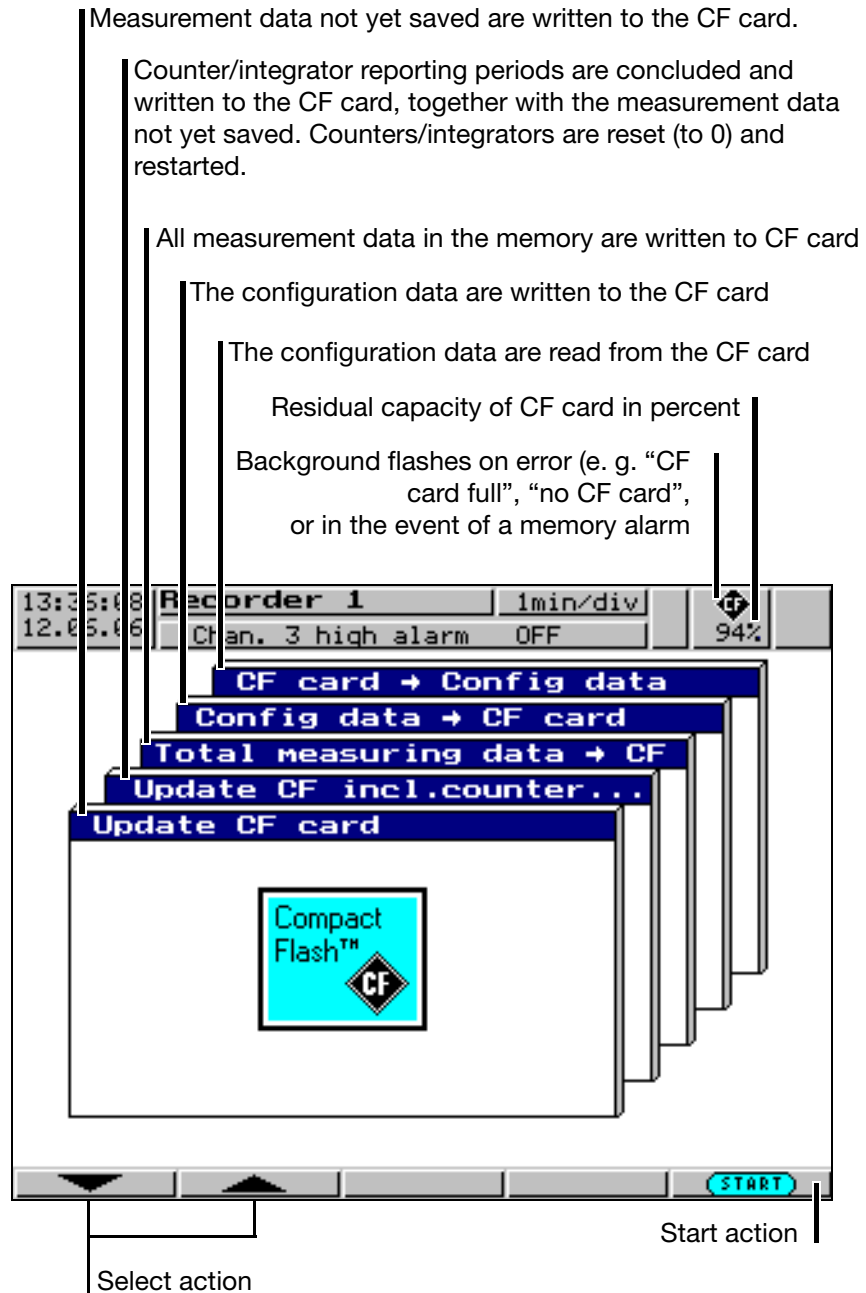 Measurement data not yet saved are written to the CF card.
Counter/integrator reporting periods are concluded and
written to the CF card, together with the measurement data
not yet saved. Counters/integrators are reset (to 0) and
restarted.
All measurement data in the memory are written to CF card
The configuration data are written to the CF card
The configuration data are read from the CF card
Residual capacity of CF card in percent
Background flashes on error (e. g. “CF
card full”, “no CF card”,
or in the event of a memory alarm
13:36:08 Recorder 1 1min/div CF
12.06.06 Chan. 3 high alarm OFF 94%
CF card → Config data
Config data → CF card
Total measuring data → CF
Update CF incl.counter...
Update CF card
Compact
Flash™
CF
START
Start action
Select action